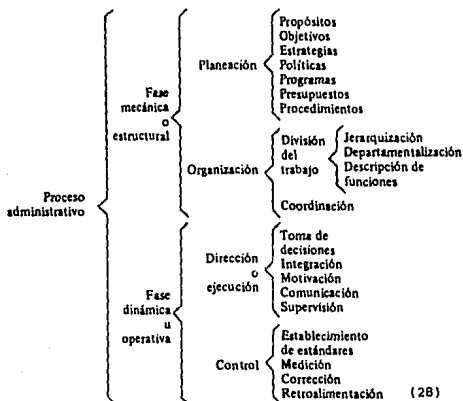 Proceso
administrativo
Fase
mecánica
o
estructural
Planeación
Propósitos
Objetivos
Estrategias
Políticas
Programas
Presupuestos
Procedimientos
Organización
División
del
trabajo
Jerarquización
Departamentalización
Descripción de
funciones
Coordinación
Fase
dinámica
u
operativa
Dirección
o
ejecución
Toma de
decisiones
Integración
Motivación
Comunicación
Supervisión
Control
Establecimiento
de estándares
Medición
Corrección
Retroalimentación (28)